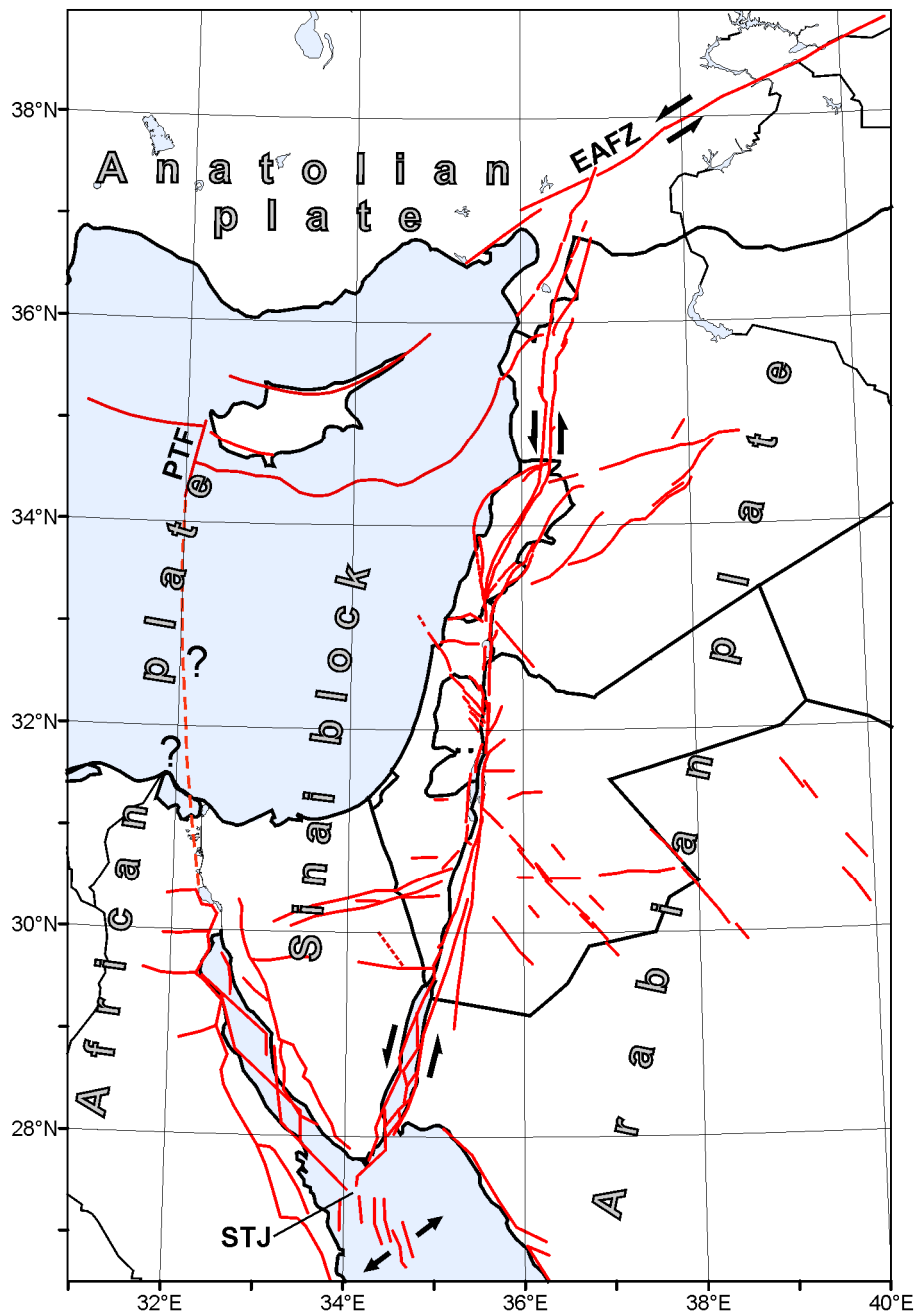 38°N
EAFZ
Anatolian
plate
36°N
PTF
34°N
?
32°N
?
African plate
Sinai block
Arabian plate
30°N
28°N
STJ
32°E
34°E
36°E
38°E
40°E